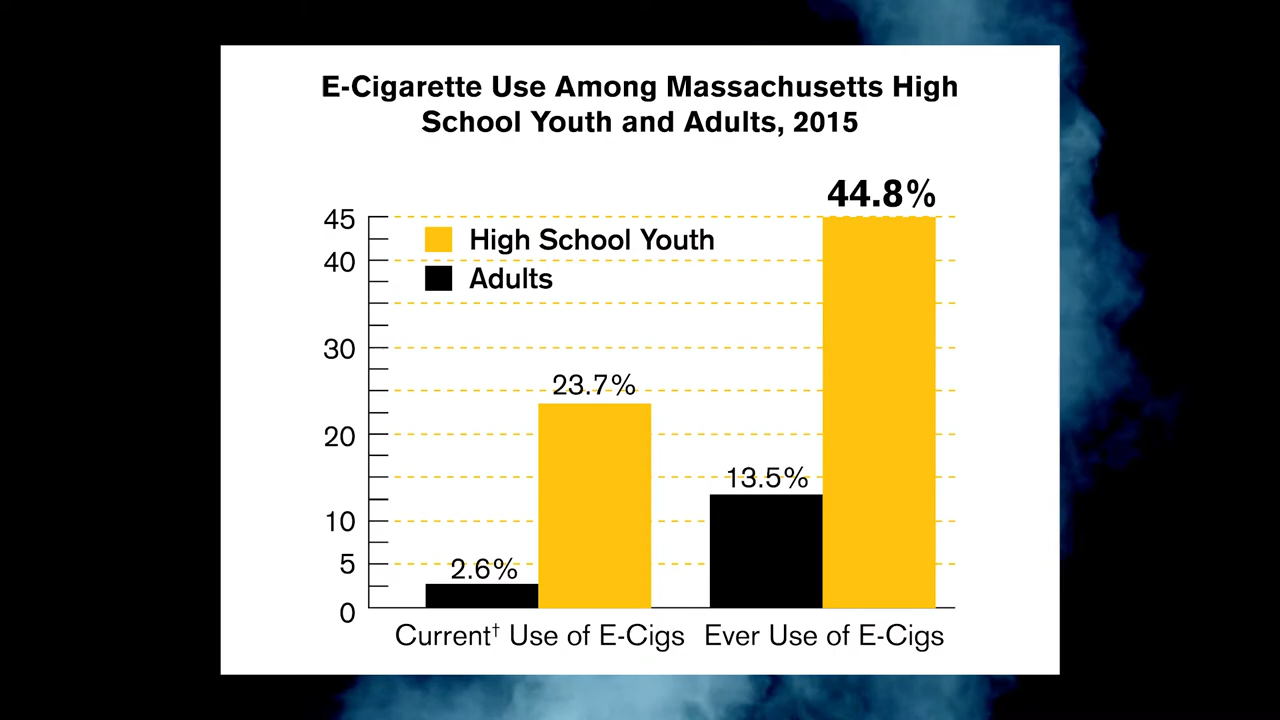 E-Cigarette Use Among Massachusetts High
School Youth and Adults, 2015
44.8%
45
High School Youth
40
Adults
30
23.7%
20
13.5%
10
5
2.6%
0
Current† Use of E-Cigs
Ever Use of E-Cigs